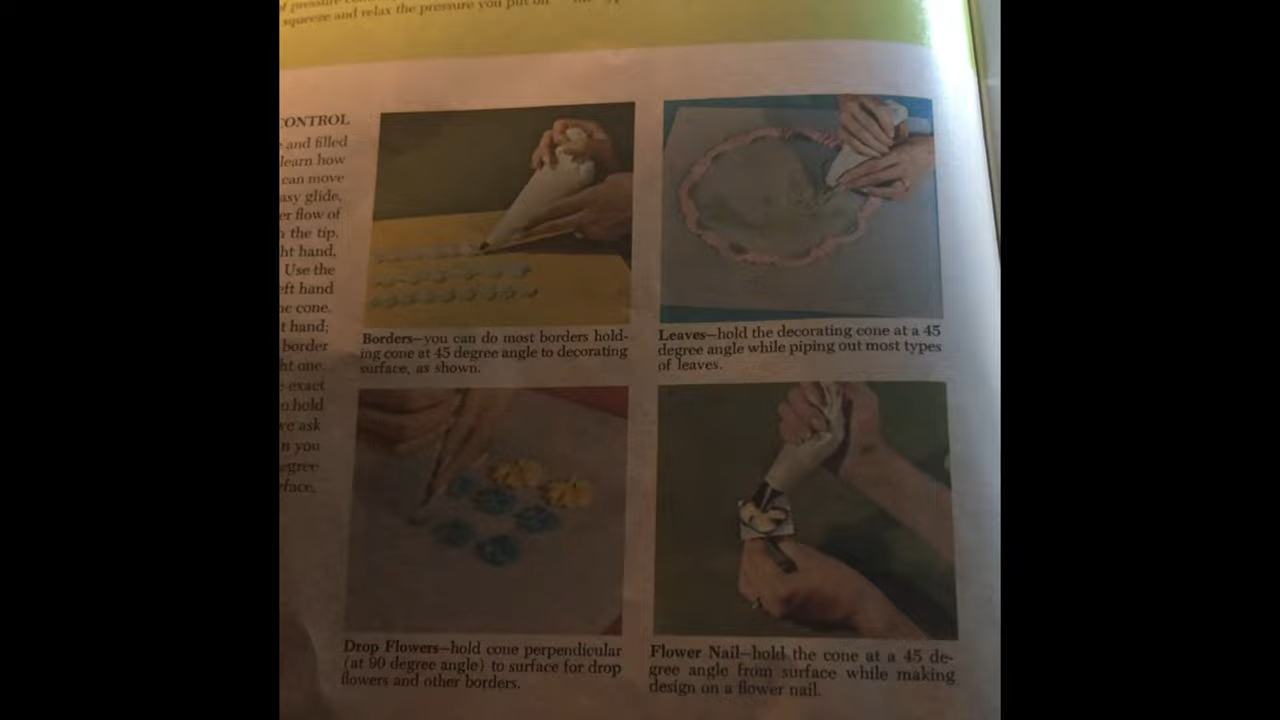 squeeze and relax the pressure you put on
CONTROL
and filled
learn how
can move
asy glide,
er flow of
the tip.
ht hand,
Use the
eft hand
he cone.
t hand;
border
ht one.
exact
hold
ve ask
n you
egree
rface,
Borders—you can do most borders hold-
ing cone at 45 degree angle to decorating
surface, as shown.
Leaves—hold the decorating cone at a 45
degree angle while piping out most types
of leaves.
Drop Flowers—hold cone perpendicular
(at 90 degree angle) to surface for drop
flowers and other borders.
Flower Nail—hold the cone at a 45 de-
gree angle from surface while making
design on a flower nail.